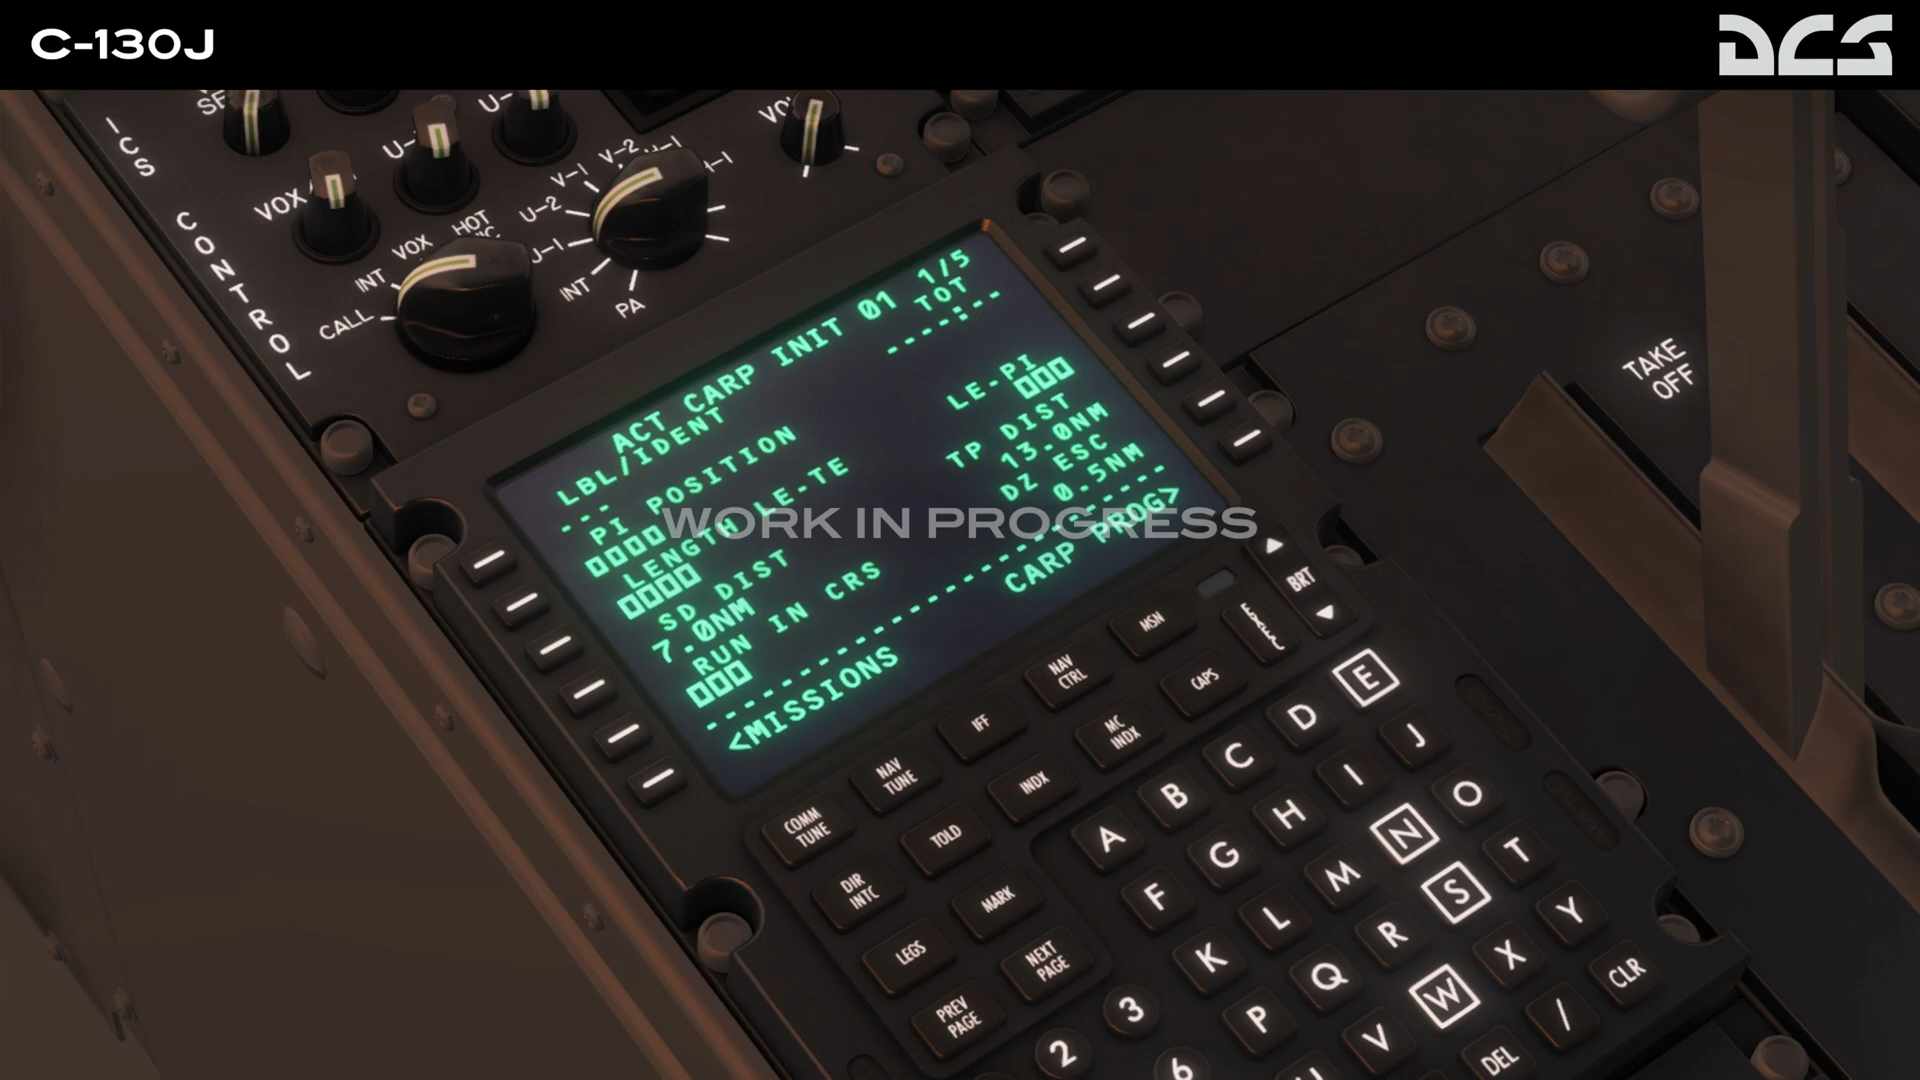 C-130J
DCS
ICS CONTROL
VOX
U-
U-
CALL
INT
VOX
HOT
INT
U-2
V-1
V-2
PA
ACT CARP INIT 01 1/5
LBL/IDENT TOT
--- ----:--
PI POSITION LE-PI
□□□□ □□□
LENGTH LE-TE TP DIST
□□□□ 13.0NM
SD DIST DZ ESC
7.0NM 0.5NM
RUN IN CRS
□□□
<MISSIONS CARP PROG>
WORK IN PROGRESS
TAKE
OFF
BRT
EXEC
MSN
NAV
CTRL
CAPS
IFF
MC
INDX
NAV
TUNE
INDX
COMM
TUNE
TOLD
DIR
INTC
MARK
LEGS
NEXT
PAGE
PREV
PAGE
A B C D E
F G H I J
K L M N O
P Q R S T
V W X Y
/ CLR
DEL
2 3
6